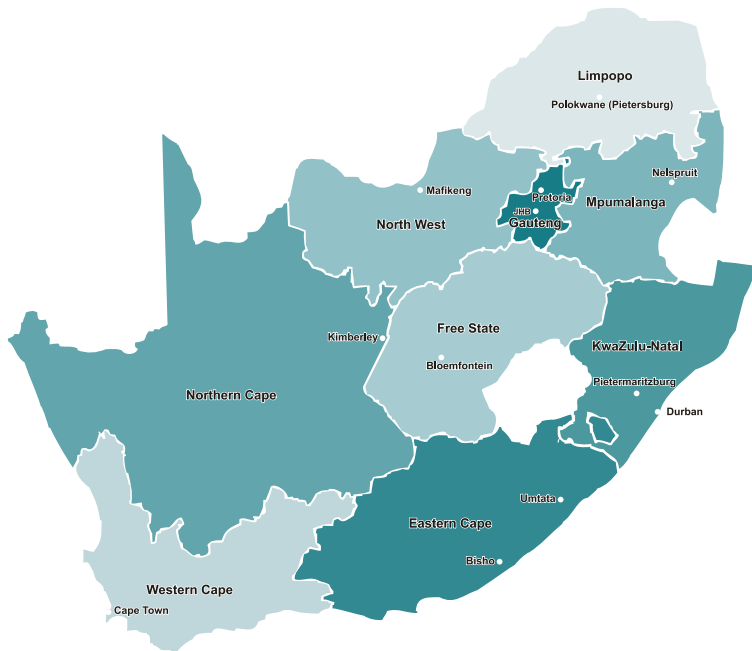 Limpopo
Polokwane (Pietersburg)
Nelspruit
Mafikeng
Pretoria
Mpumalanga
JHB
North West
Gauteng
Free State
Kimberley
KwaZulu-Natal
Bloemfontein
Pietermaritzburg
Northern Cape
Durban
Umtata
Eastern Cape
Bisho
Western Cape
Cape Town